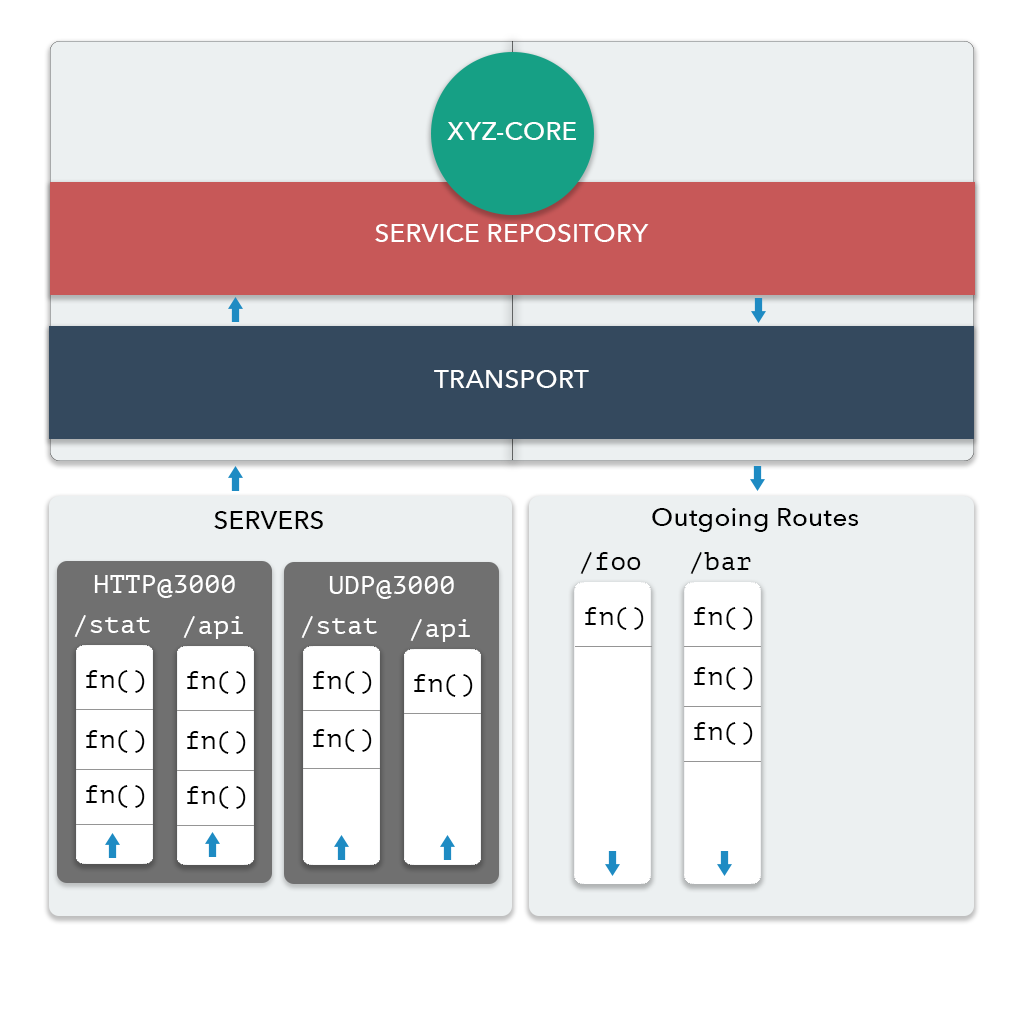 XYZ-CORE
SERVICE REPOSITORY
TRANSPORT
SERVERS
HTTP@3000
/stat /api
fn() fn()
fn() fn()
fn() fn()
UDP@3000
/stat /api
fn() fn()
fn()
Outgoing Routes
/foo /bar
fn() fn()
fn()
fn()